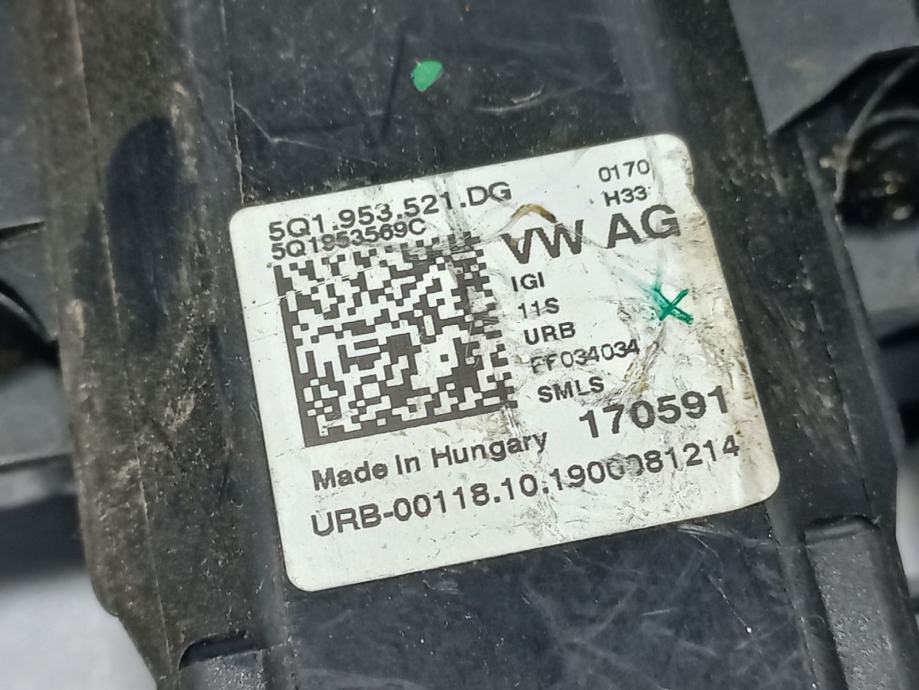 5Q1.953.521.DG
5Q1953569C
0170
H33
VW AG
IGI
11S
URB
FF034034
SMLS
170591
Made In Hungary
URB-00118.10.1900081214